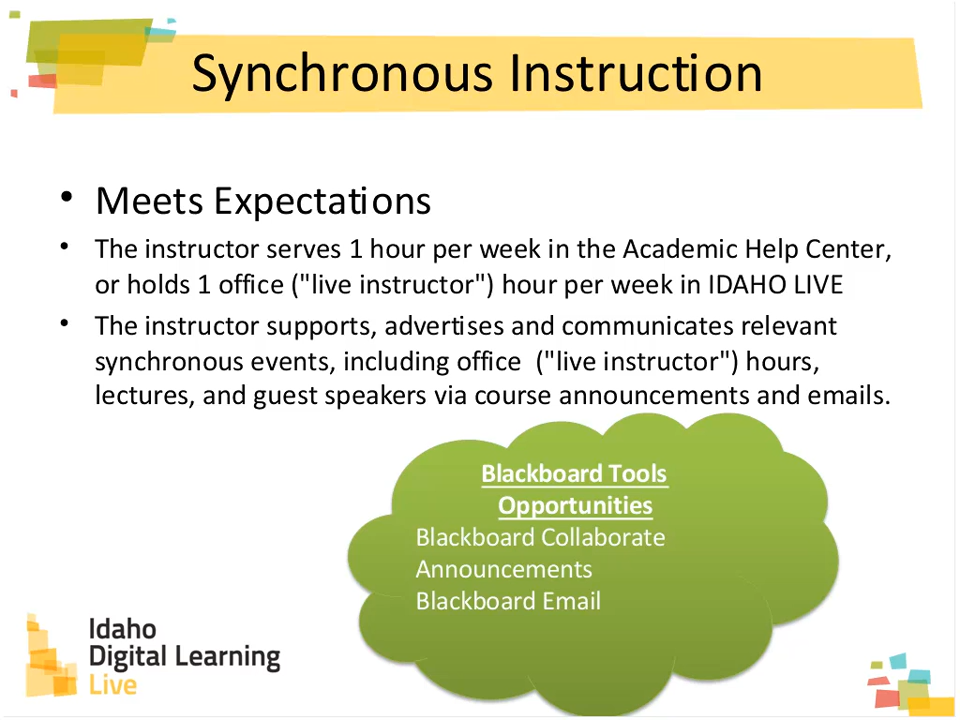 Synchronous Instruction
• Meets Expectations
• The instructor serves 1 hour per week in the Academic Help Center,
or holds 1 office ("live instructor") hour per week in IDAHO LIVE
• The instructor supports, advertises and communicates relevant
synchronous events, including office  ("live instructor") hours,
lectures, and guest speakers via course announcements and emails.
Blackboard Tools
Opportunities
Blackboard Collaborate
Announcements
Blackboard Email
Idaho
Digital Learning
Live